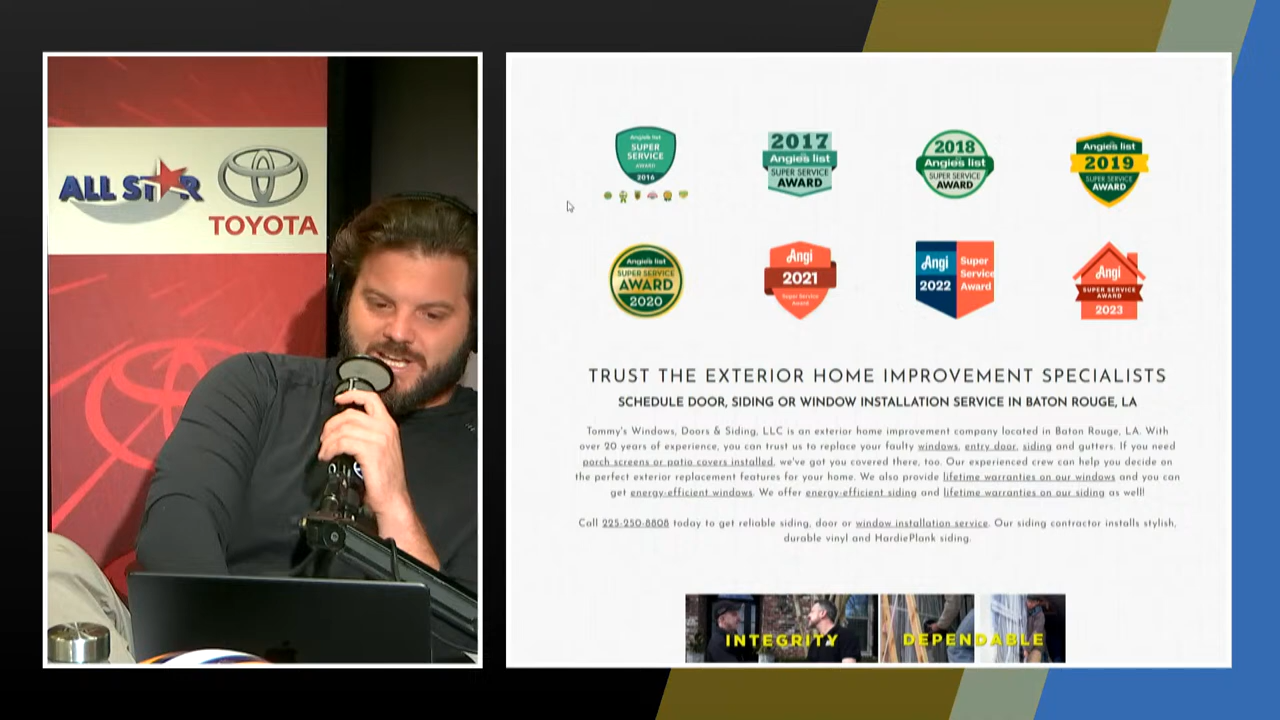 ALL STAR
TOYOTA
Angie's list
SUPER
SERVICE
AWARD
2016
2017
Angie's list
SUPER SERVICE
AWARD
2018
Angie's list
SUPER SERVICE
AWARD
Angie's list
2019
SUPER SERVICE
AWARD
Angie's list
SUPER SERVICE
AWARD
2020
Angi
2021
Super Service
Award
Angi
2022
Super
Service
Award
Angi
SUPER SERVICE
AWARD
2023
TRUST THE EXTERIOR HOME IMPROVEMENT SPECIALISTS
SCHEDULE DOOR, SIDING OR WINDOW INSTALLATION SERVICE IN BATON ROUGE, LA
Tommy's Windows, Doors & Siding, LLC is an exterior home improvement company located in Baton Rouge, LA. With
over 20 years of experience, you can trust us to replace your faulty windows, entry door, siding and gutters. If you need
porch screens or patio covers installed, we've got you covered there, too. Our experienced crew can help you decide on
the perfect exterior replacement features for your home. We also provide lifetime warranties on our windows and you can
get energy-efficient windows. We offer energy-efficient siding and lifetime warranties on our siding as well!
Call 225-250-8808 today to get reliable siding, door or window installation service. Our siding contractor installs stylish,
durable vinyl and HardiePlank siding.
INTEGRITY
DEPENDABLE